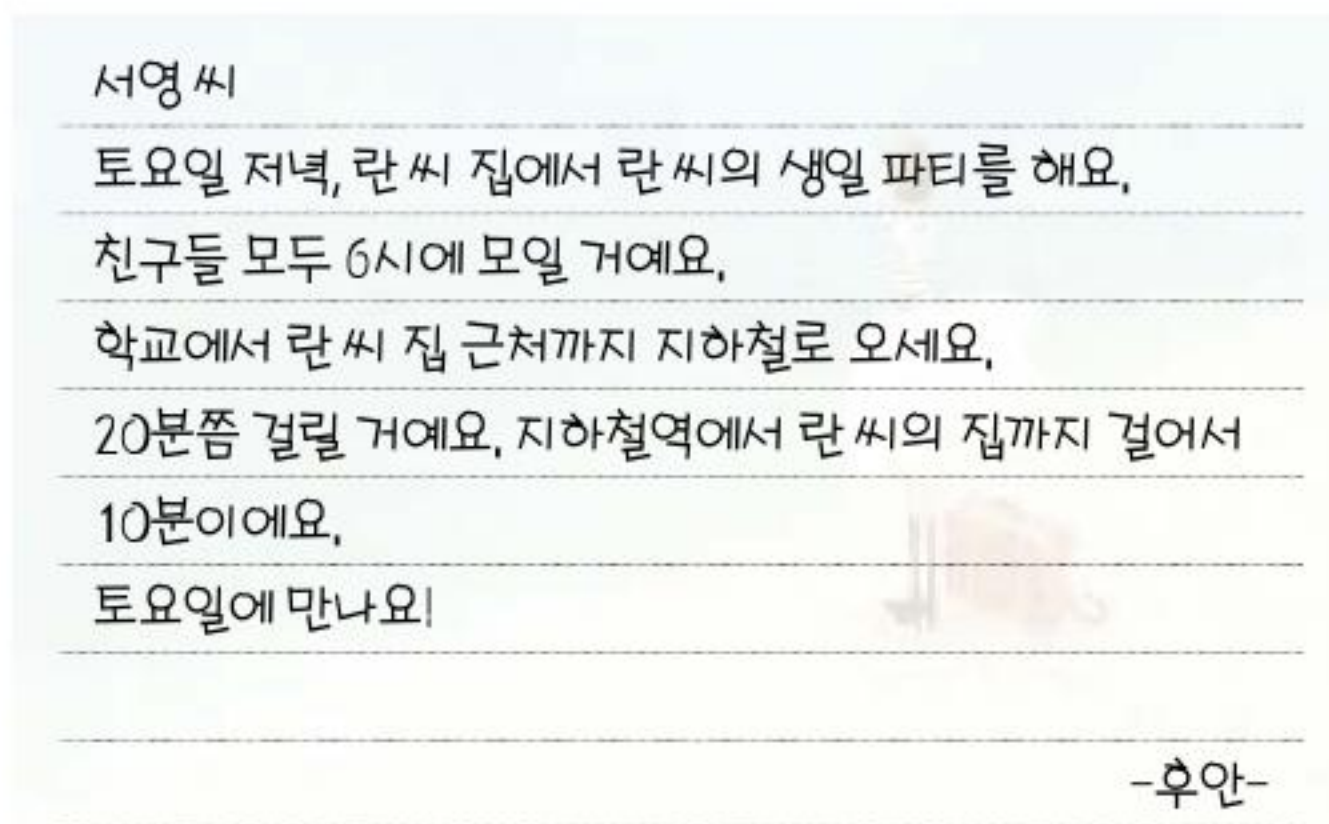 서영 씨
토요일 저녁, 란 씨 집에서 란 씨의 생일 파티를 해요.
친구들 모두 6시에 모일 거예요.
학교에서 란 씨 집 근처까지 지하철로 오세요.
20분쯤 걸릴 거예요. 지하철역에서 란 씨의 집까지 걸어서
10분이에요.
토요일에 만나요!
-후안-